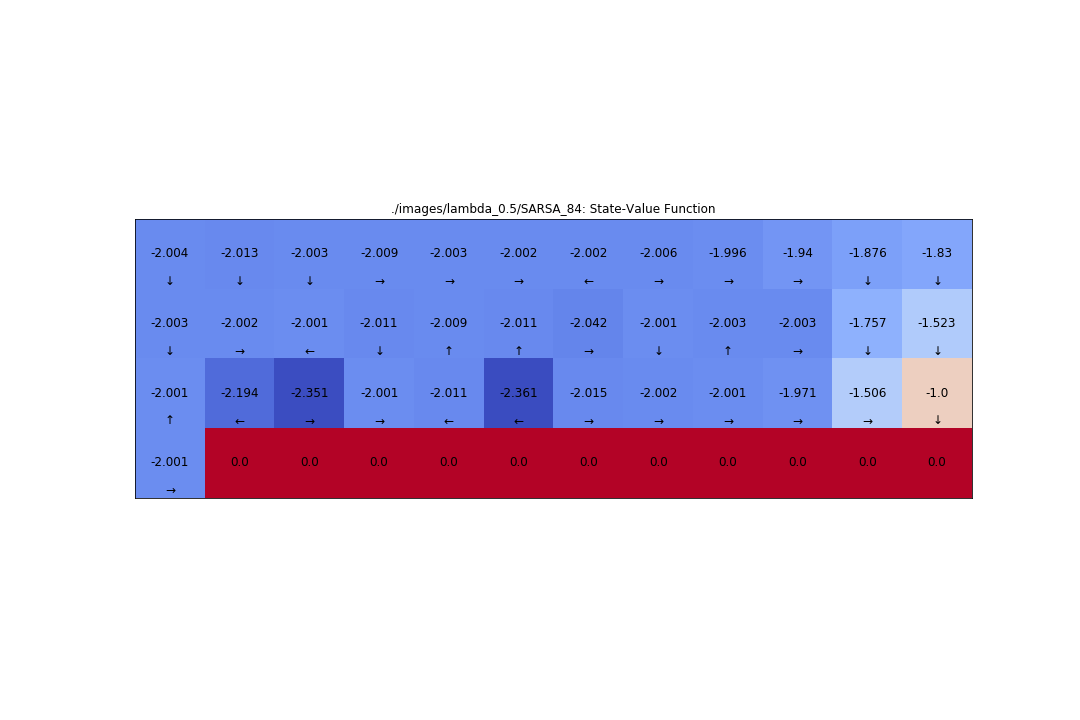 ./images/lambda_0.5/SARSA_84: State-Value Function
-2.004 -2.013 -2.003 -2.009 -2.003 -2.002 -2.002 -2.006 -1.996 -1.94 -1.876 -1.83
↓ ↓ ↓ → → → ← → → → ↓ ↓
-2.003 -2.002 -2.001 -2.011 -2.009 -2.011 -2.042 -2.001 -2.003 -2.003 -1.757 -1.523
↓ → ← ↓ ↑ ↑ → ↓ ↑ → ↓ ↓
-2.001 -2.194 -2.351 -2.001 -2.011 -2.361 -2.015 -2.002 -2.001 -1.971 -1.506 -1.0
↑ ← → → ← ← → → → → → ↓
-2.001 0.0 0.0 0.0 0.0 0.0 0.0 0.0 0.0 0.0 0.0 0.0
→